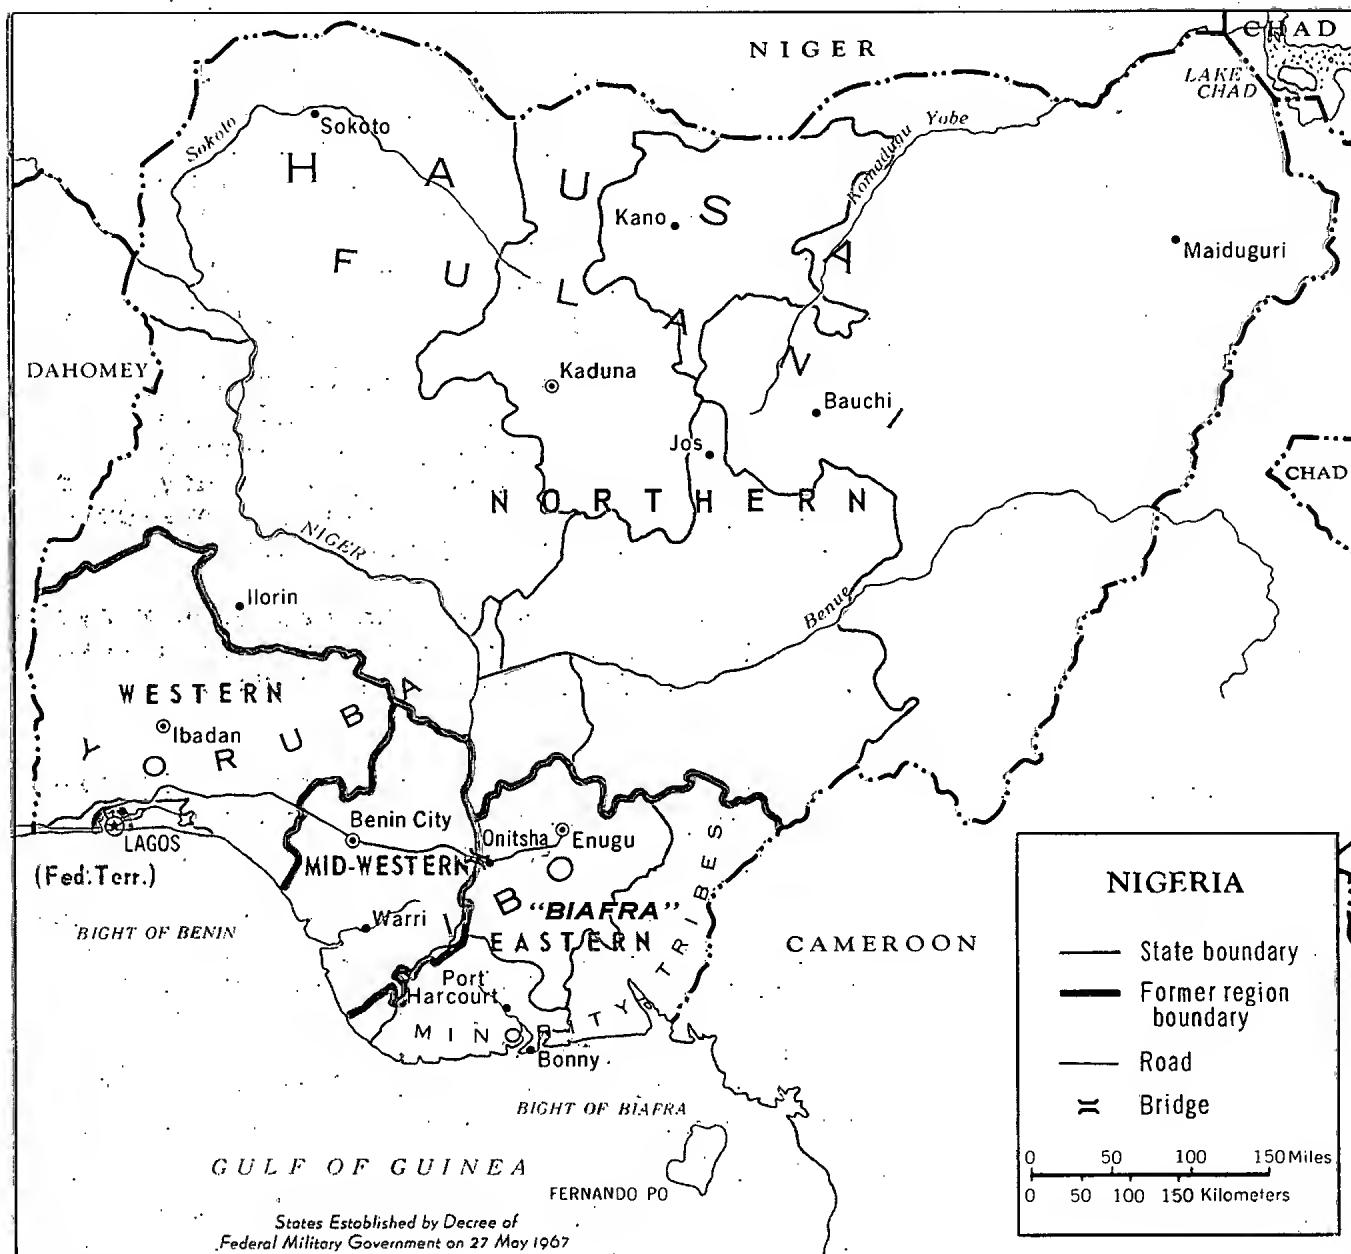 NIGER
CHAD
LAKE
CHAD
Sokoto
Sokoto
Komadugu Yobe
HAUSA
Kano
Maiduguri
FULANI
DAHOMEY
Kaduna
Bauchi
Jos
CHAD
NORTHERN
NIGER
Ilorin
Benue
WESTERN
Ibadan
YORUBA
Benin City
Onitsha
Enugu
LAGOS
(Fed. Terr.)
MID-WESTERN
IBO
"BIAFRA"
EASTERN
Warri
BIGHT OF BENIN
CAMEROON
Port
Harcourt
MINORITY TRIBES
Bonny
BIGHT OF BIAFRA
GULF OF GUINEA
FERNANDO PO
States Established by Decree of
Federal Military Government on 27 May 1967
NIGERIA
State boundary
Former region
boundary
Road
Bridge
0 50 100 150 Miles
0 50 100 150 Kilometers